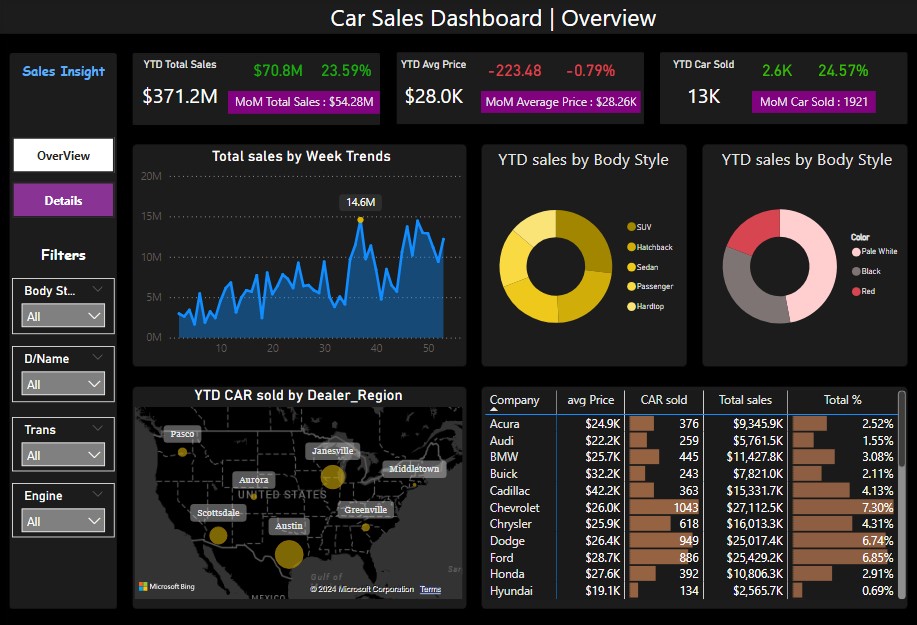 Car Sales Dashboard | Overview
Sales Insight
OverView
Details
Filters
Body St...
All
D/Name
All
Trans
All
Engine
All
YTD Total Sales
$70.8M 23.59%
$371.2M
MoM Total Sales : $54.28M
YTD Avg Price
-223.48 -0.79%
$28.0K
MoM Average Price : $28.26K
YTD Car Sold
2.6K 24.57%
13K
MoM Car Sold : 1921
Total sales by Week Trends
20M
15M
10M
5M
0M
14.6M
10 20 30 40 50
YTD sales by Body Style
SUV
Hatchback
Sedan
Passenger
Hardtop
YTD sales by Body Style
Color
Pale White
Black
Red
YTD CAR sold by Dealer_Region
Pasco
Janesville
Middletown
Aurora
UNITED STATES
Scottsdale
Greenville
Austin
Gulf of
MEXICO
Sar
Microsoft Bing
© 2024 Microsoft Corporation Terms
Company avg Price CAR sold Total sales Total %
Acura $24.9K 376 $9,345.9K 2.52%
Audi $22.2K 259 $5,761.5K 1.55%
BMW $25.7K 445 $11,427.8K 3.08%
Buick $32.2K 243 $7,821.0K 2.11%
Cadillac $42.2K 363 $15,331.7K 4.13%
Chevrolet $26.0K 1043 $27,112.5K 7.30%
Chrysler $25.9K 618 $16,013.3K 4.31%
Dodge $26.4K 949 $25,017.4K 6.74%
Ford $28.7K 886 $25,429.2K 6.85%
Honda $27.6K 392 $10,806.3K 2.91%
Hyundai $19.1K 134 $2,565.7K 0.69%